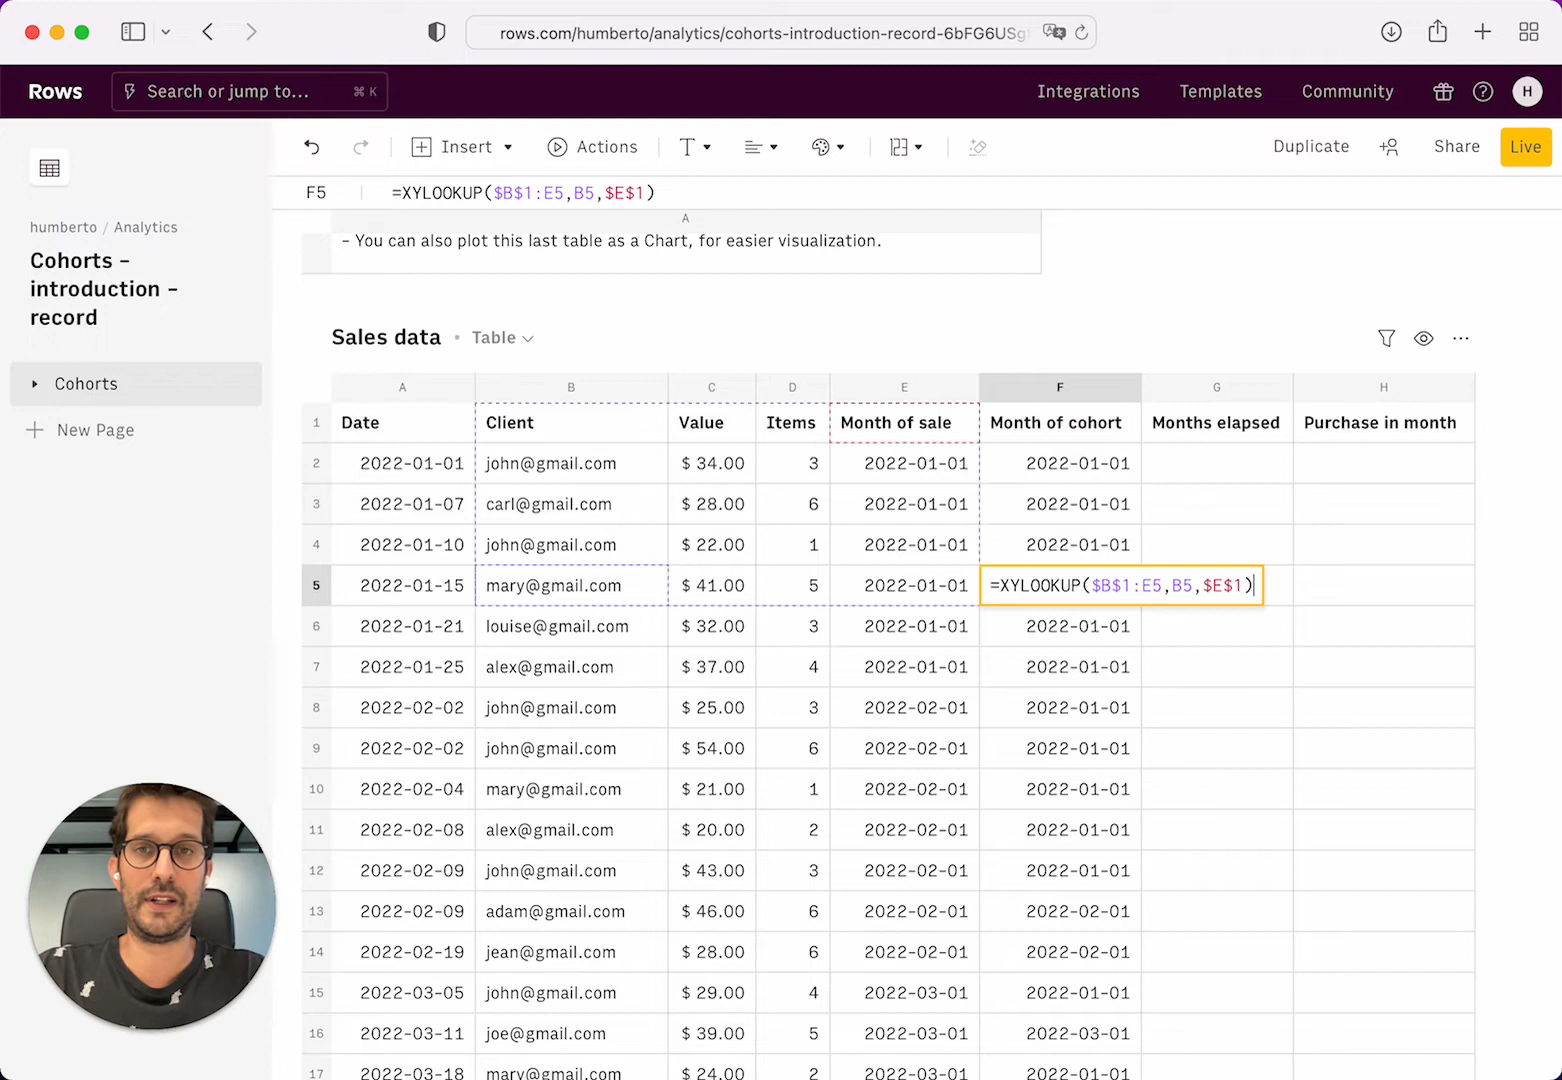 rows.com/humberto/analytics/cohorts-introduction-record-6bFG6USg
Rows
Search or jump to... ⌘ K
Integrations
Templates
Community
H
Insert
Actions
Duplicate
Share
Live
F5 =XYLOOKUP($B$1:E5,B5,$E$1)
humberto / Analytics
Cohorts -
introduction -
record
Cohorts
New Page
A
- You can also plot this last table as a Chart, for easier visualization.
Sales data • Table
A B C D E F G H
1 Date Client Value Items Month of sale Month of cohort Months elapsed Purchase in month
2 2022-01-01 john@gmail.com $ 34.00 3 2022-01-01 2022-01-01
3 2022-01-07 carl@gmail.com $ 28.00 6 2022-01-01 2022-01-01
4 2022-01-10 john@gmail.com $ 22.00 1 2022-01-01 2022-01-01
5 2022-01-15 mary@gmail.com $ 41.00 5 2022-01-01 =XYLOOKUP($B$1:E5,B5,$E$1)
6 2022-01-21 louise@gmail.com $ 32.00 3 2022-01-01 2022-01-01
7 2022-01-25 alex@gmail.com $ 37.00 4 2022-01-01 2022-01-01
8 2022-02-02 john@gmail.com $ 25.00 3 2022-02-01 2022-01-01
9 2022-02-02 john@gmail.com $ 54.00 6 2022-02-01 2022-01-01
10 2022-02-04 mary@gmail.com $ 21.00 1 2022-02-01 2022-01-01
11 2022-02-08 alex@gmail.com $ 20.00 2 2022-02-01 2022-01-01
12 2022-02-09 john@gmail.com $ 43.00 3 2022-02-01 2022-01-01
13 2022-02-09 adam@gmail.com $ 46.00 6 2022-02-01 2022-02-01
14 2022-02-19 jean@gmail.com $ 28.00 6 2022-02-01 2022-02-01
15 2022-03-05 john@gmail.com $ 29.00 4 2022-03-01 2022-01-01
16 2022-03-11 joe@gmail.com $ 39.00 5 2022-03-01 2022-03-01
17 2022-03-18 mary@gmail.com $ 24.00 2 2022-03-01 2022-01-01